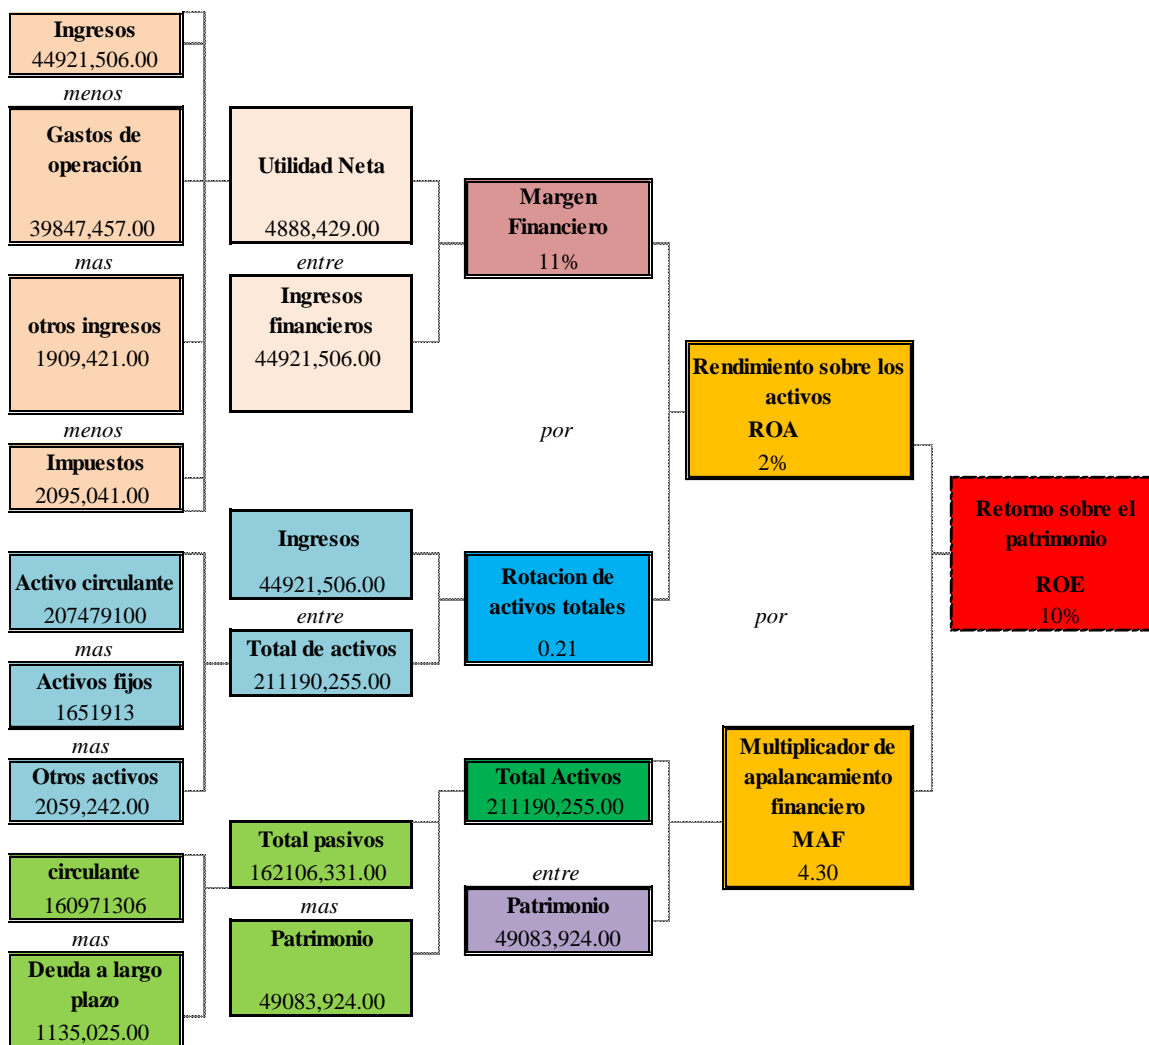 Ingresos
44921,506.00
menos
Gastos de
operación
39847,457.00
mas
otros ingresos
1909,421.00
menos
Impuestos
2095,041.00
Utilidad Neta
4888,429.00
entre
Ingresos
financieros
44921,506.00
Margen
Financiero
11%
por
Rendimiento sobre los
activos
ROA
2%
Activo circulante
207479100
mas
Activos fijos
1651913
mas
Otros activos
2059,242.00
Ingresos
44921,506.00
entre
Total de activos
211190,255.00
Rotacion de
activos totales
0.21
por
Retorno sobre el
patrimonio
ROE
10%
circulante
160971306
mas
Deuda a largo
plazo
1135,025.00
Total pasivos
162106,331.00
mas
Patrimonio
49083,924.00
Total Activos
211190,255.00
entre
Patrimonio
49083,924.00
Multiplicador de
apalancamiento
financiero
MAF
4.30